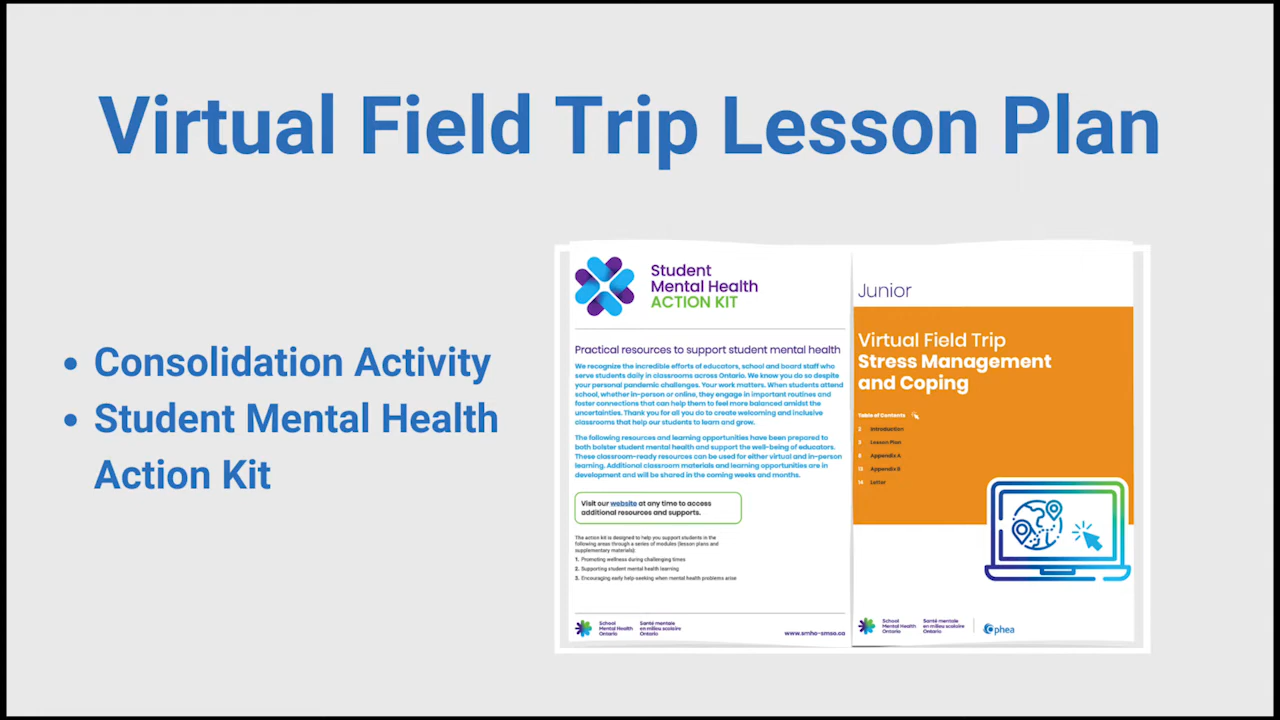 Virtual Field Trip Lesson Plan
• Consolidation Activity
• Student Mental Health
Action Kit
Student
Mental Health
ACTION KIT
Practical resources to support student mental health
We recognize the incredible efforts of educators, school and board staff who
serve students daily in classrooms across Ontario. We know you do so despite
your personal pandemic challenges. Your work matters. When students attend
school, whether in-person or online, they engage in important routines and
foster connections that can help them to feel more balanced amidst the
uncertainties. Thank you for all you do to create welcoming and inclusive
classrooms that help our students to learn and grow.
The following resources and learning opportunities have been prepared to
both bolster student mental health and support the well-being of educators.
These classroom-ready resources can be used for either virtual and in-person
learning. Additional classroom materials and learning opportunities are in
development and will be shared in the coming weeks and months.
Visit our website at any time to access
additional resources and supports.
The action kit is designed to help you support students in the
following areas through a series of modules (lesson plans and
supplementary materials):
1. Promoting wellness during challenging times
2. Supporting student mental health learning
3. Encouraging early help-seeking when mental health problems arise
School
Mental Health
Ontario
Santé mentale
en milieu scolaire
Ontario
www.smho-smso.ca
Junior
Virtual Field Trip
Stress Management
and Coping
Table of Contents
2 Introduction
3 Lesson Plan
8 Appendix A
13 Appendix B
14 Letter
School
Mental Health
Ontario
Santé mentale
en milieu scolaire
Ontario
Ophea